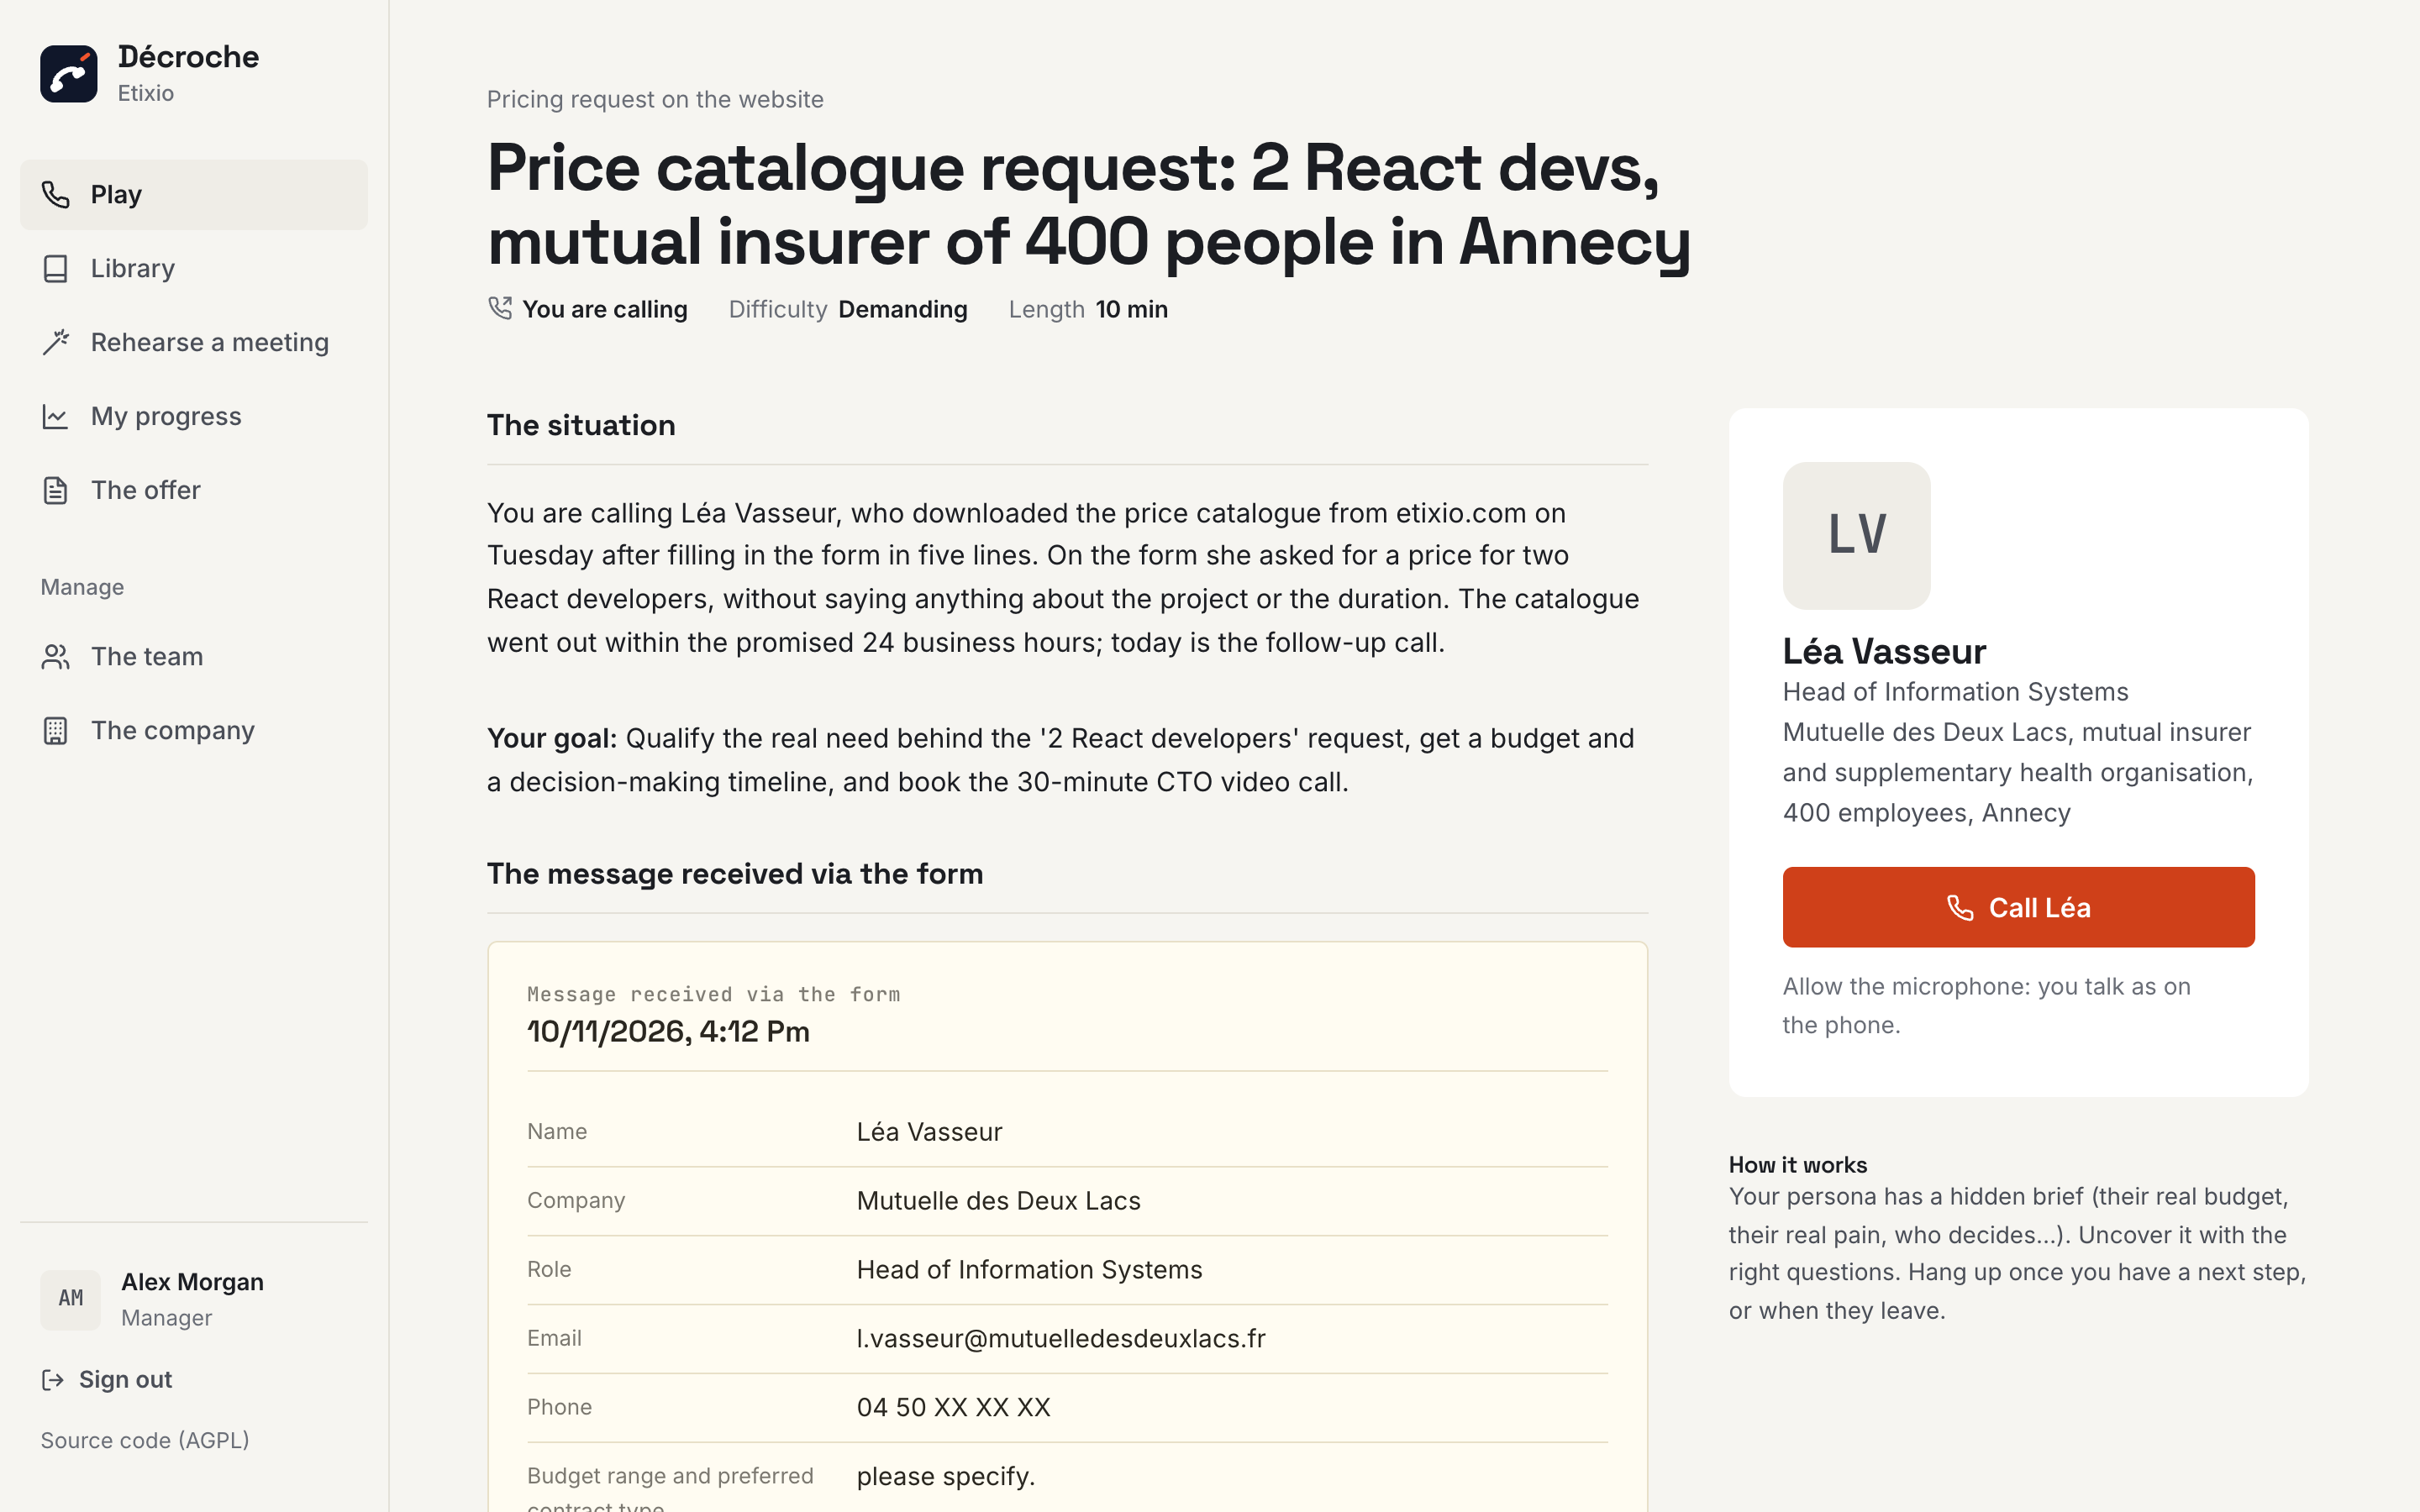 Décroche
Etixio
Play
Library
Rehearse a meeting
My progress
The offer
Manage
The team
The company
AM
Alex Morgan
Manager
Sign out
Source code (AGPL)
Pricing request on the website
Price catalogue request: 2 React devs,
mutual insurer of 400 people in Annecy
You are calling
Difficulty Demanding
Length 10 min
The situation
You are calling Léa Vasseur, who downloaded the price catalogue from etixio.com on
Tuesday after filling in the form in five lines. On the form she asked for a price for two
React developers, without saying anything about the project or the duration. The catalogue
went out within the promised 24 business hours; today is the follow-up call.
Your goal: Qualify the real need behind the '2 React developers' request, get a budget and
a decision-making timeline, and book the 30-minute CTO video call.
The message received via the form
Message received via the form
10/11/2026, 4:12 Pm
Name Léa Vasseur
Company Mutuelle des Deux Lacs
Role Head of Information Systems
Email l.vasseur@mutuelledesdeuxlacs.fr
Phone 04 50 XX XX XX
Budget range and preferred please specify.
contract type
LV
Léa Vasseur
Head of Information Systems
Mutuelle des Deux Lacs, mutual insurer
and supplementary health organisation,
400 employees, Annecy
Call Léa
Allow the microphone: you talk as on
the phone.
How it works
Your persona has a hidden brief (their real budget,
their real pain, who decides...). Uncover it with the
right questions. Hang up once you have a next step,
or when they leave.